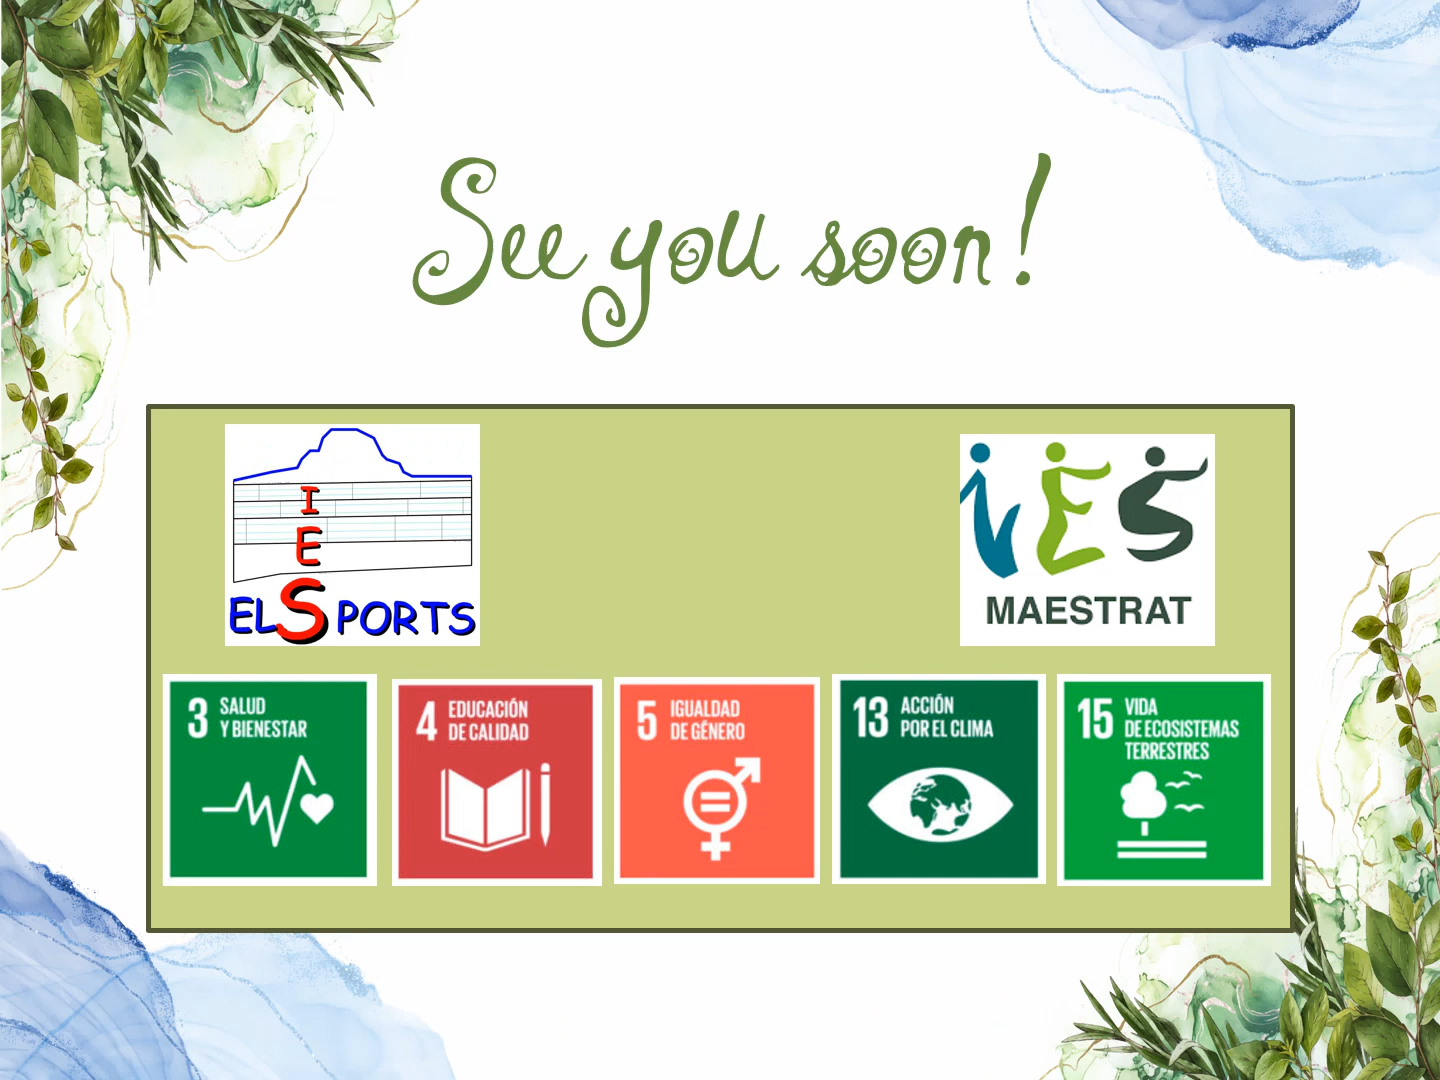 See you soon!
I
E
EL S PORTS
iES
MAESTRAT
3 SALUD
Y BIENESTAR
4 EDUCACIÓN
DE CALIDAD
5 IGUALDAD
DE GÉNERO
13 ACCIÓN
POR EL CLIMA
15 VIDA
DE ECOSISTEMAS
TERRESTRES